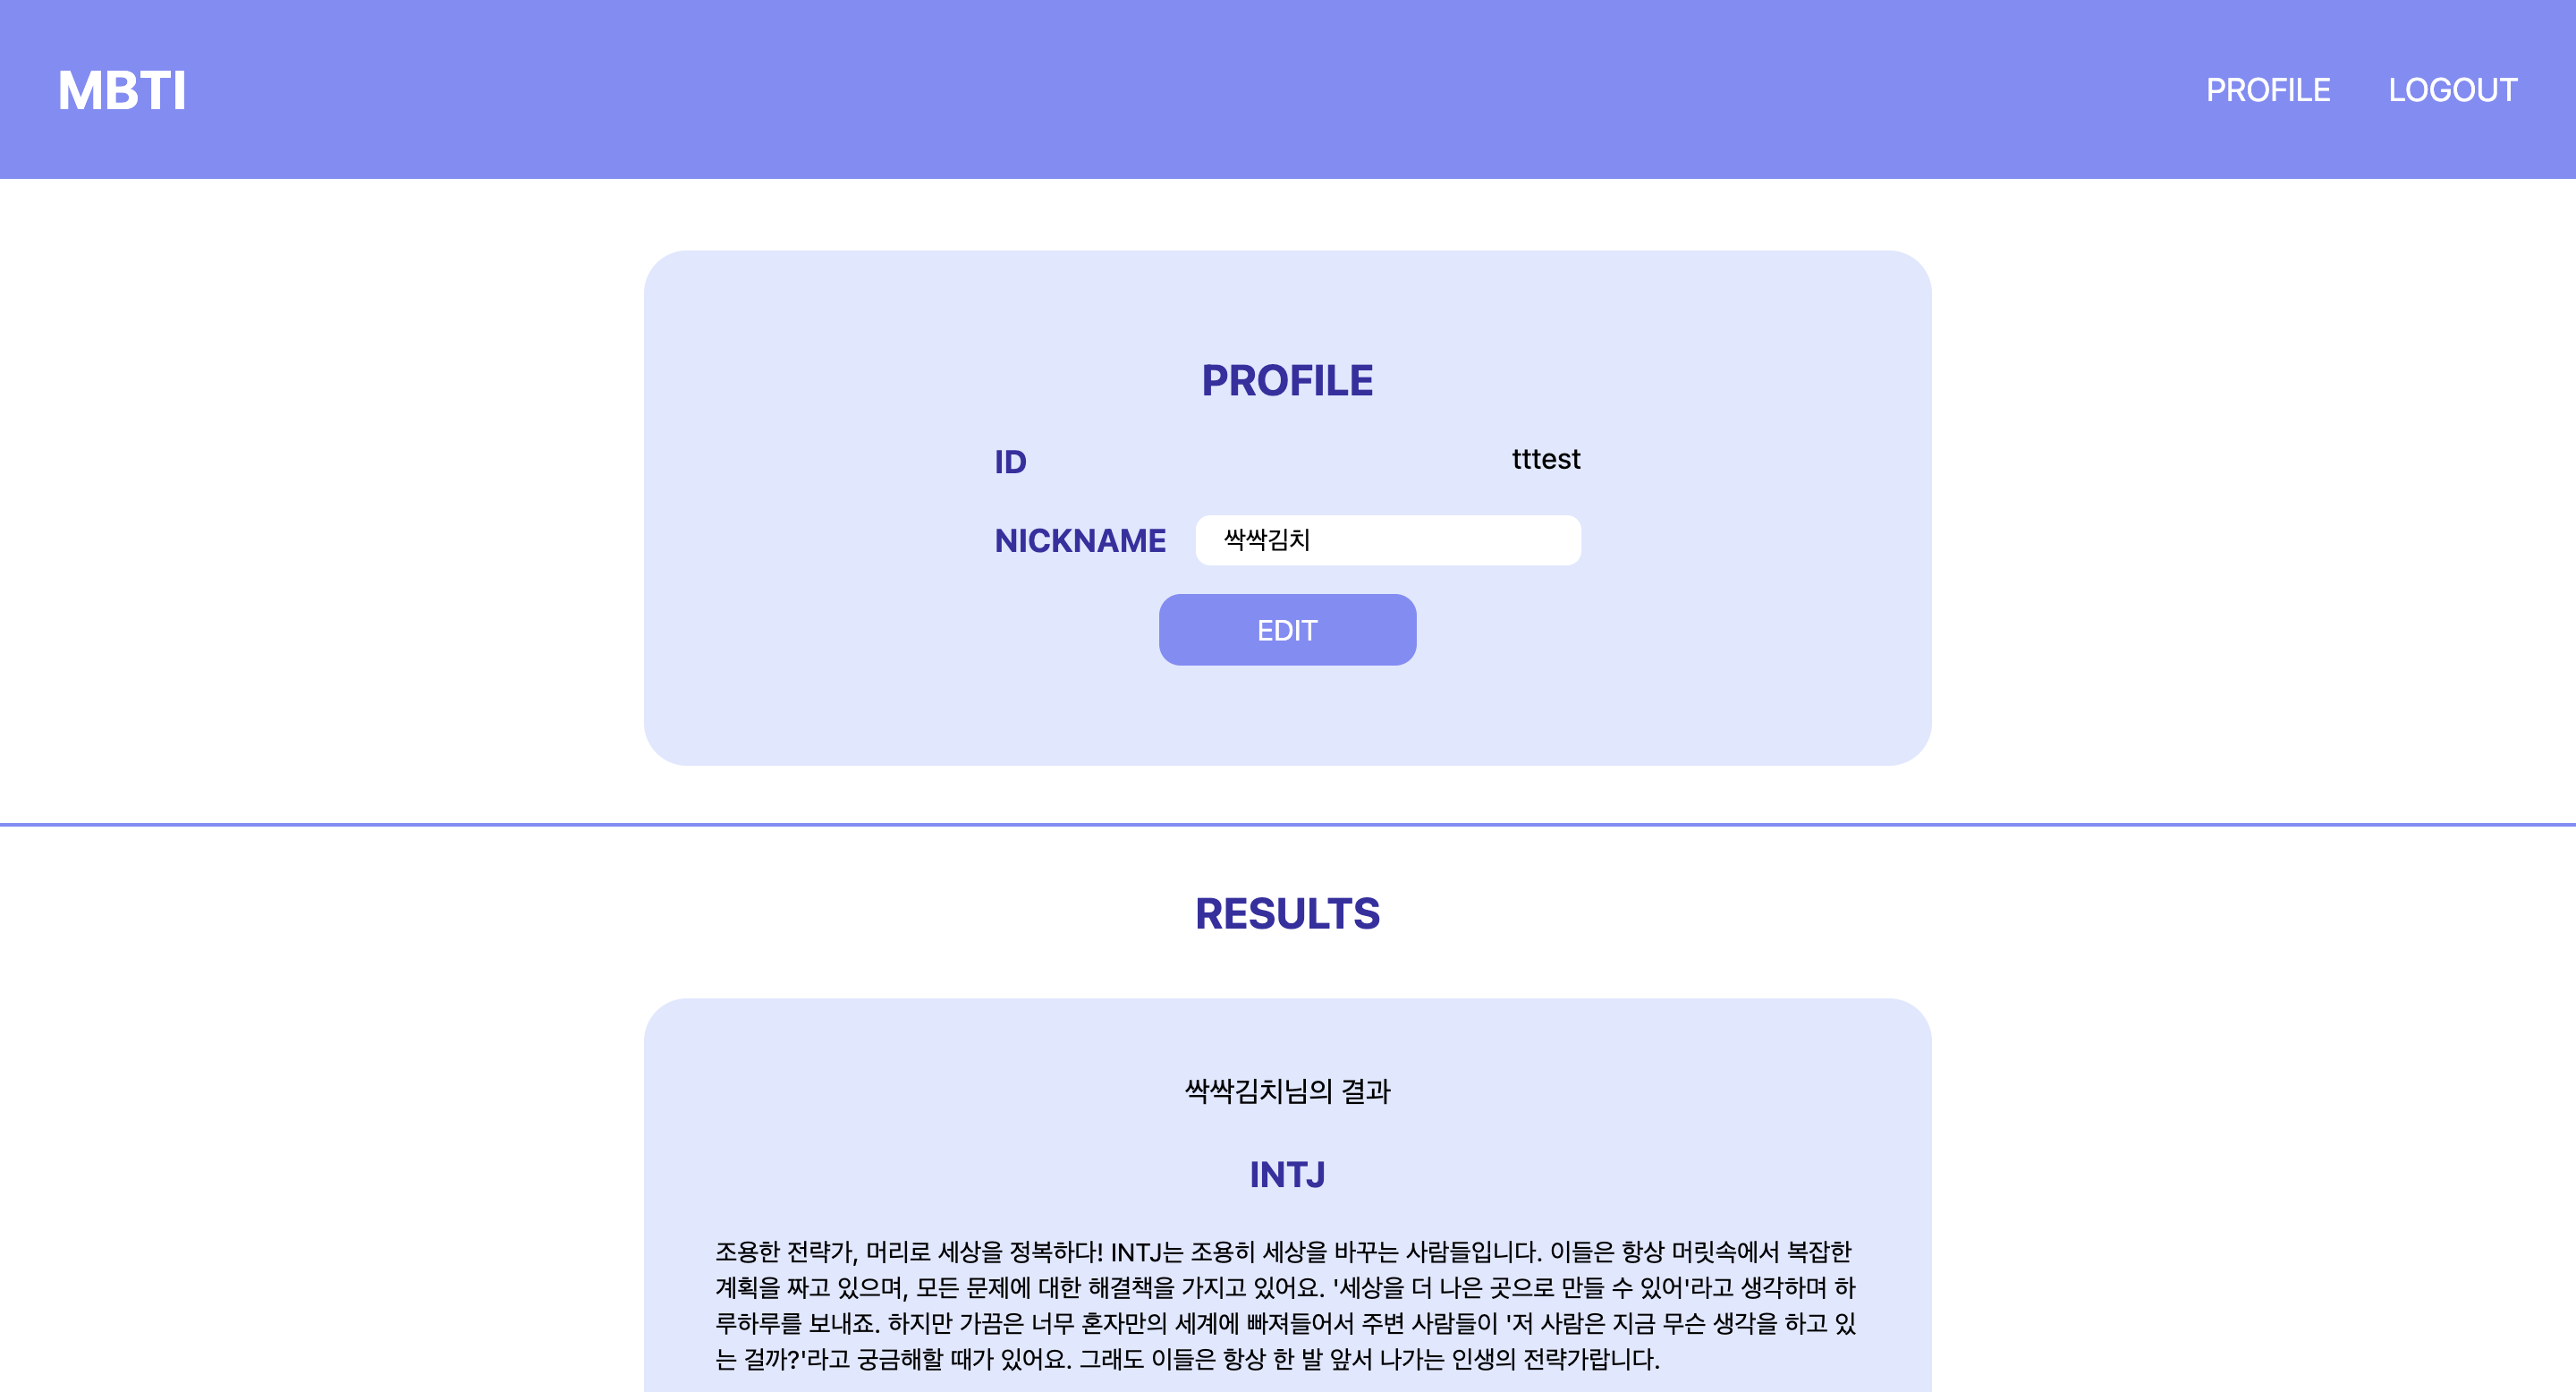 MBTI
PROFILE
LOGOUT
PROFILE
ID
tttest
NICKNAME
싹싹김치
EDIT
RESULTS
싹싹김치님의 결과
INTJ
조용한 전략가, 머리로 세상을 정복하다! INTJ는 조용히 세상을 바꾸는 사람들입니다. 이들은 항상 머릿속에서 복잡한
계획을 짜고 있으며, 모든 문제에 대한 해결책을 가지고 있어요. '세상을 더 나은 곳으로 만들 수 있어'라고 생각하며 하
루하루를 보내죠. 하지만 가끔은 너무 혼자만의 세계에 빠져들어서 주변 사람들이 '저 사람은 지금 무슨 생각을 하고 있
는 걸까?'라고 궁금해할 때가 있어요. 그래도 이들은 항상 한 발 앞서 나가는 인생의 전략가랍니다.